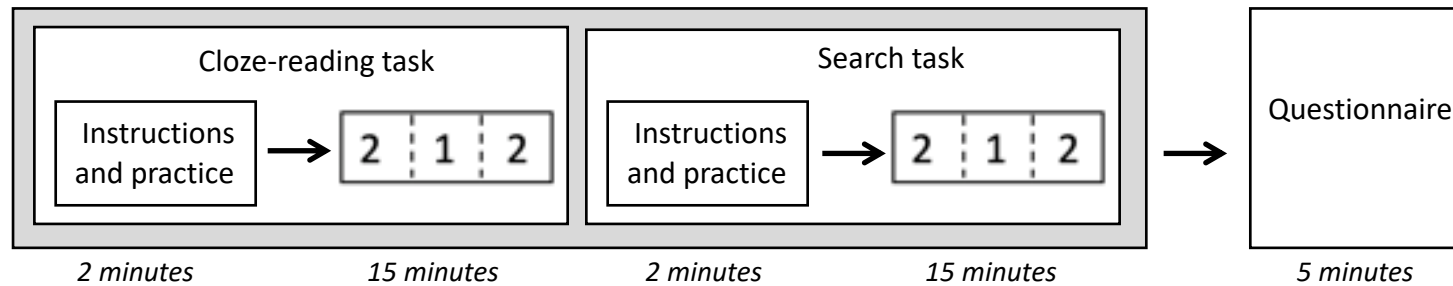 Cloze-reading task
Instructions
and practice
2 1 2
2 minutes
15 minutes
Search task
Instructions
and practice
2 1 2
2 minutes
15 minutes
Questionnaire
5 minutes